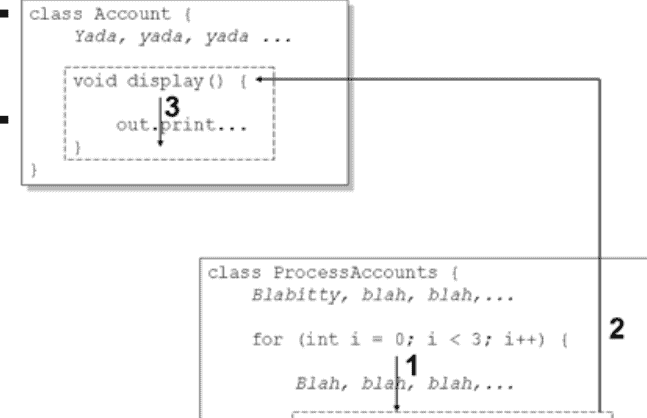 class Account {
Yada, yada, yada ...
void display() {
3
out.print...
}
}
class ProcessAccounts {
Blabitty, blah, blah,...
for (int i = 0; i < 3; i++) {
2
1
Blah, blah, blah,...